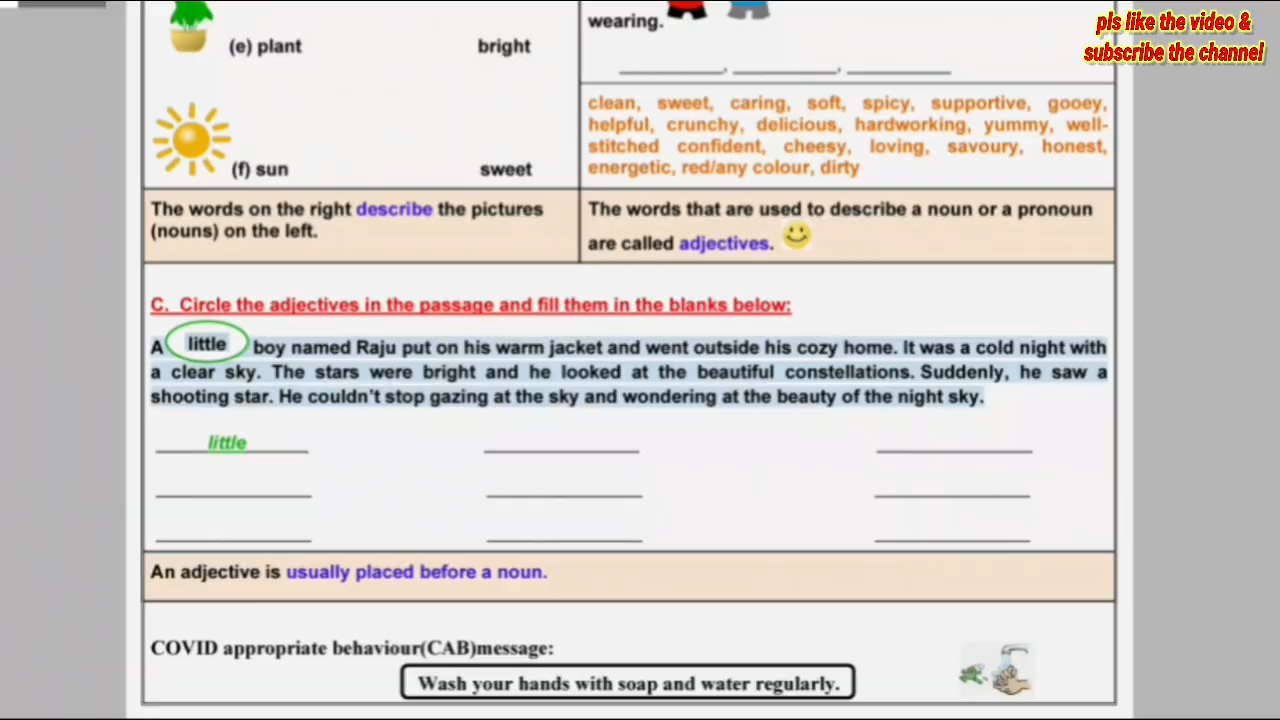 pls like the video &
subscribe the channel
(e) plant bright
(f) sun sweet
wearing.
___________, ___________, ___________
clean, sweet, caring, soft, spicy, supportive, gooey,
helpful, crunchy, delicious, hardworking, yummy, well-
stitched confident, cheesy, loving, savoury, honest,
energetic, red/any colour, dirty
The words on the right describe the pictures
(nouns) on the left.
The words that are used to describe a noun or a pronoun
are called adjectives.
C. Circle the adjectives in the passage and fill them in the blanks below:
A little boy named Raju put on his warm jacket and went outside his cozy home. It was a cold night with
a clear sky. The stars were bright and he looked at the beautiful constellations. Suddenly, he saw a
shooting star. He couldn't stop gazing at the sky and wondering at the beauty of the night sky.
little
An adjective is usually placed before a noun.
COVID appropriate behaviour(CAB)message:
Wash your hands with soap and water regularly.